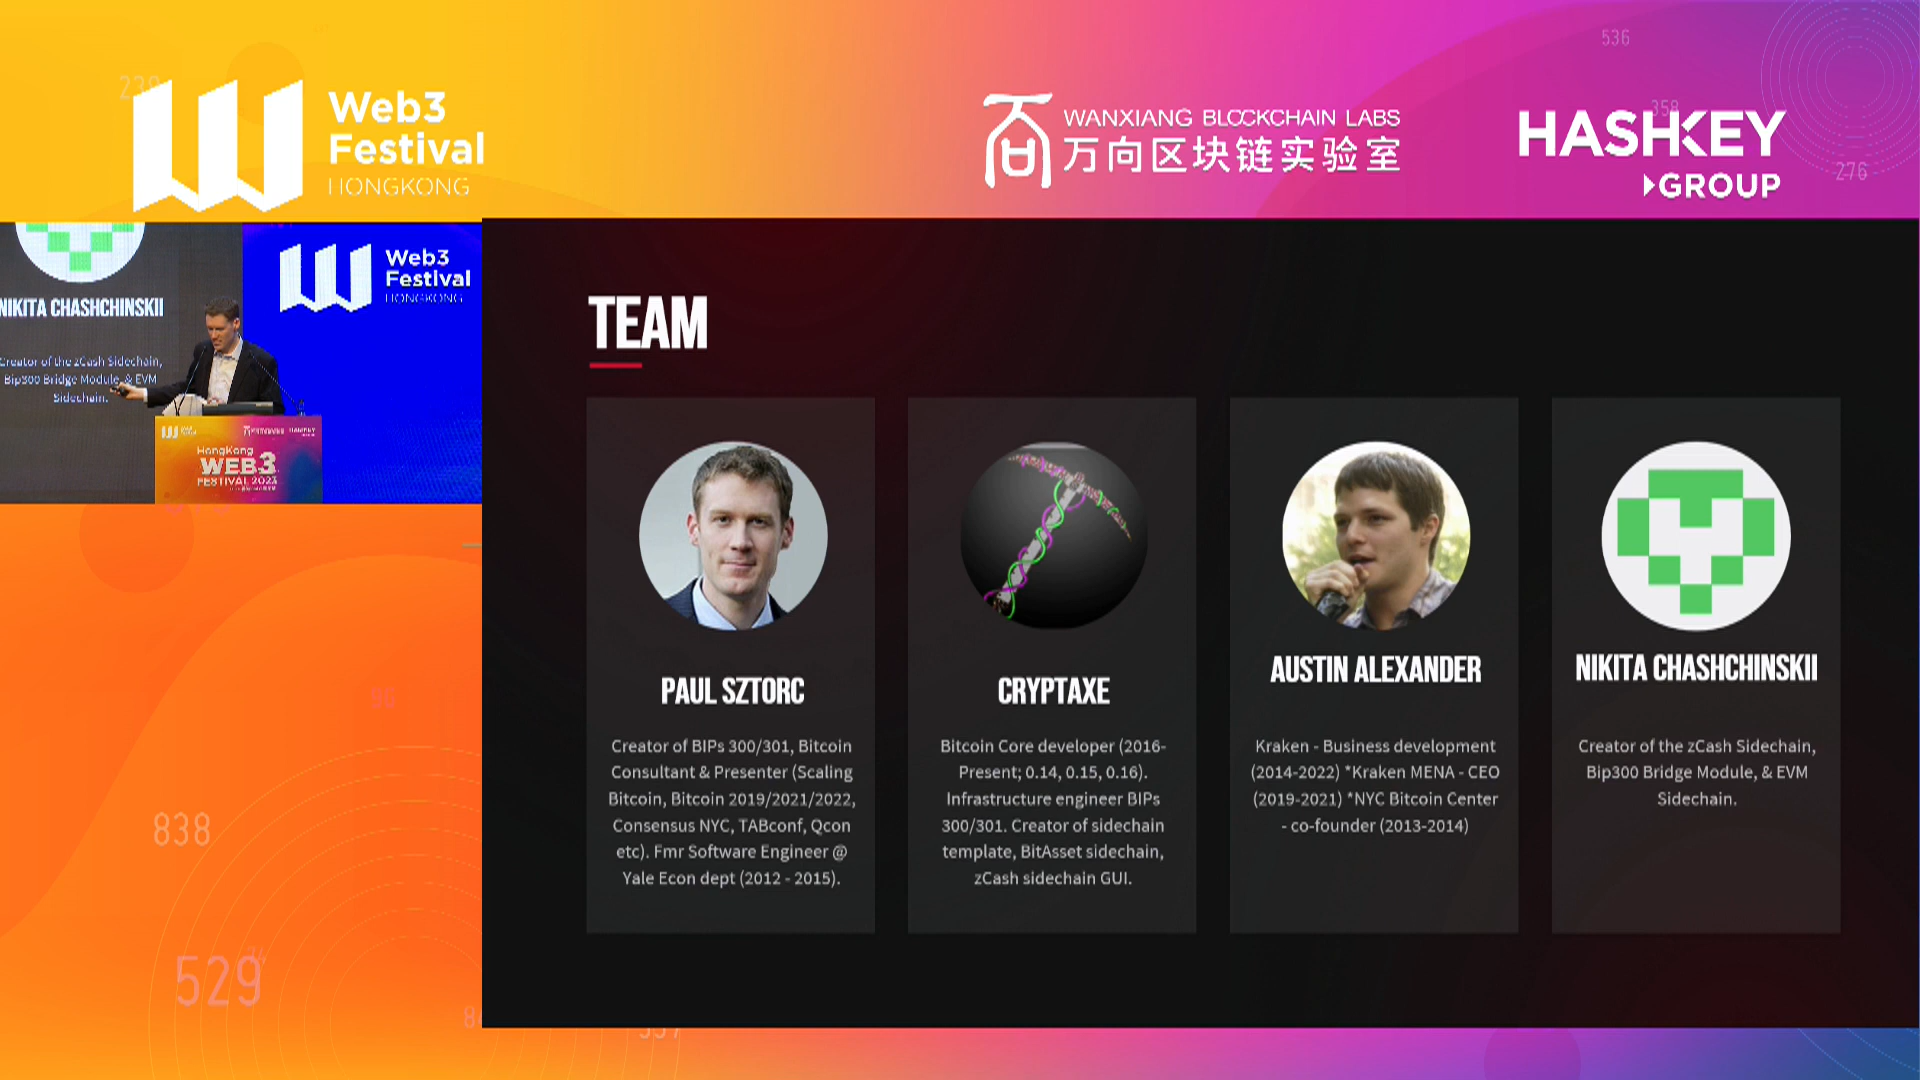 239
536
358
276
Web3
Festival
HONGKONG
WANXIANG BLOCKCHAIN LABS
万向区块链实验室
HASHKEY
GROUP
NIKITA CHASHCHINSKII
Creator of the zCash Sidechain,
Bip300 Bridge Module, & EVM
Sidechain.
Web3
Festival
HONGKONG
HongKong
WEB3
FESTIVAL 2023
TEAM
PAUL SZTORC
Creator of BIPs 300/301, Bitcoin
Consultant & Presenter (Scaling
Bitcoin, Bitcoin 2019/2021/2022,
Consensus NYC, TABconf, Qcon
etc). Fmr Software Engineer @
Yale Econ dept (2012 - 2015).
CRYPTAXE
Bitcoin Core developer (2016-
Present; 0.14, 0.15, 0.16).
Infrastructure engineer BIPs
300/301. Creator of sidechain
template, BitAsset sidechain,
zCash sidechain GUI.
AUSTIN ALEXANDER
Kraken - Business development
(2014-2022) *Kraken MENA - CEO
(2019-2021) *NYC Bitcoin Center
- co-founder (2013-2014)
NIKITA CHASHCHINSKII
Creator of the zCash Sidechain,
Bip300 Bridge Module, & EVM
Sidechain.
96
838
529